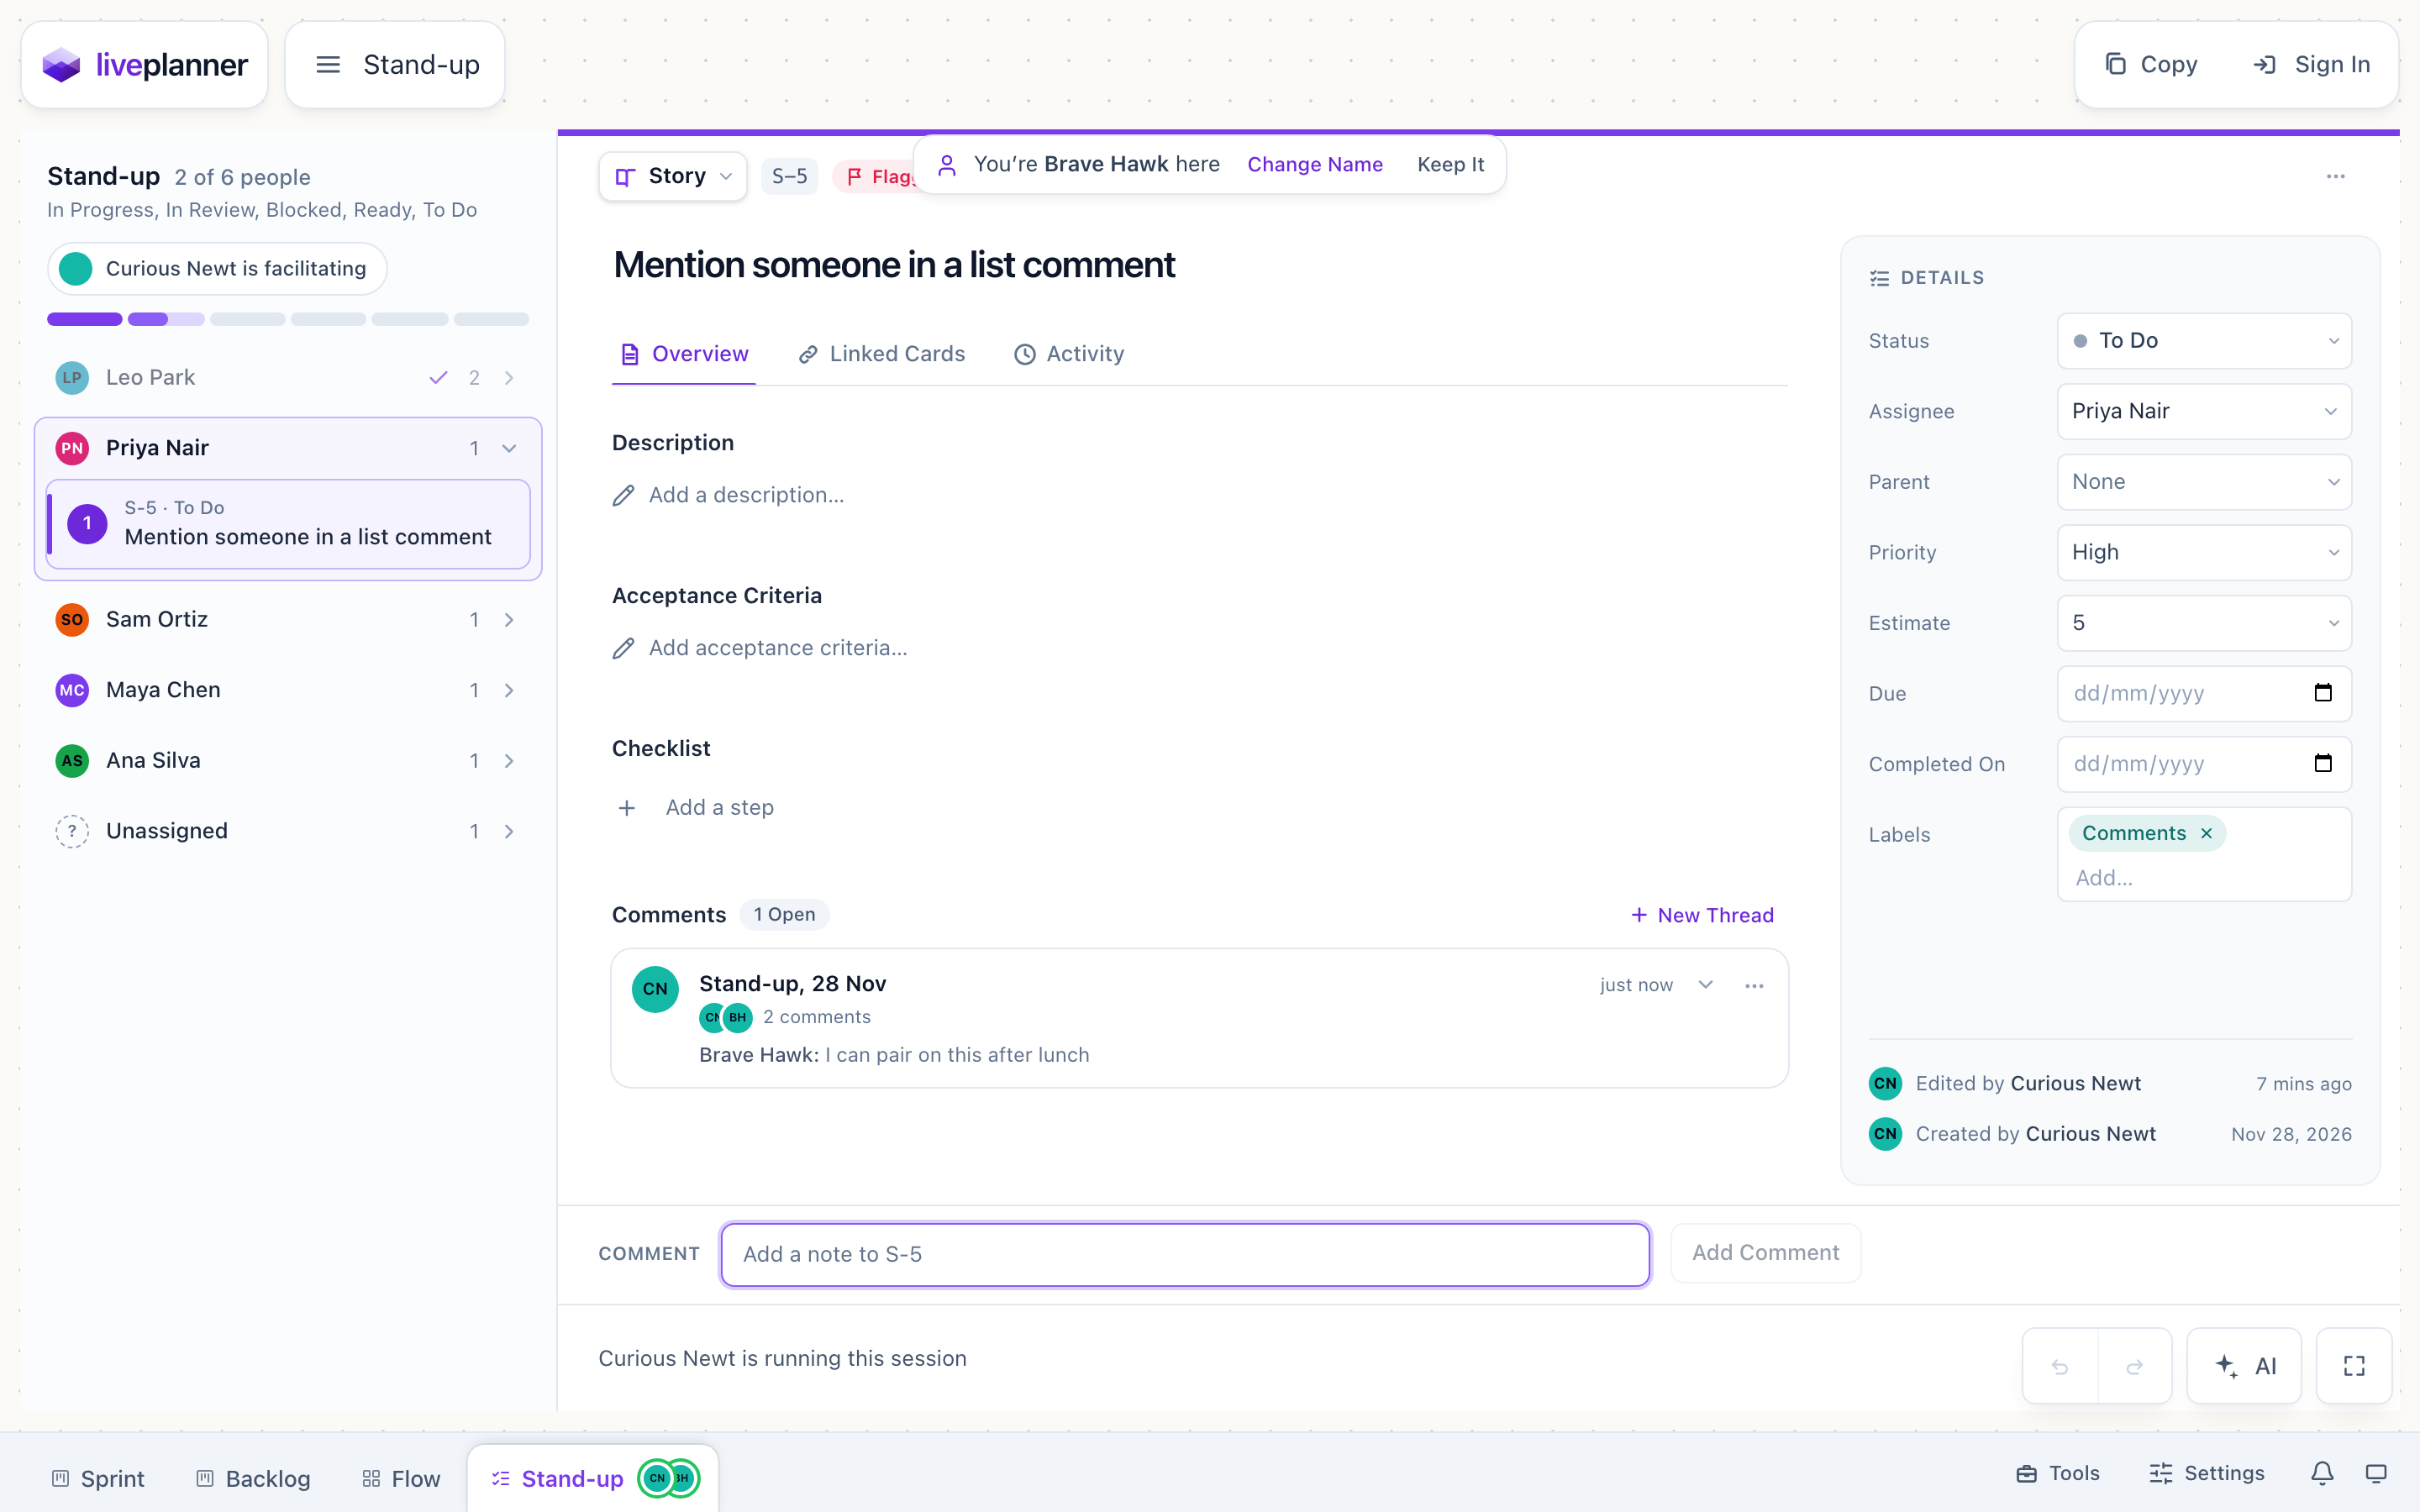 liveplanner
Stand-up
Copy
Sign In
Stand-up 2 of 6 people
In Progress, In Review, Blocked, Ready, To Do
Curious Newt is facilitating
LP Leo Park 2
PN Priya Nair 1
1 S-5 · To Do
Mention someone in a list comment
SO Sam Ortiz 1
MC Maya Chen 1
AS Ana Silva 1
? Unassigned 1
Story S-5
You're Brave Hawk here Change Name Keep It
Mention someone in a list comment
Overview Linked Cards Activity
Description
Add a description...
Acceptance Criteria
Add acceptance criteria...
Checklist
Add a step
Comments 1 Open New Thread
CN Stand-up, 28 Nov just now
BH 2 comments
Brave Hawk: I can pair on this after lunch
DETAILS
Status To Do
Assignee Priya Nair
Parent None
Priority High
Estimate 5
Due dd/mm/yyyy
Completed On dd/mm/yyyy
Labels Comments
Add...
CN Edited by Curious Newt 7 mins ago
CN Created by Curious Newt Nov 28, 2026
COMMENT Add a note to S-5 Add Comment
Curious Newt is running this session
AI
Sprint Backlog Flow Stand-up CN
Tools Settings